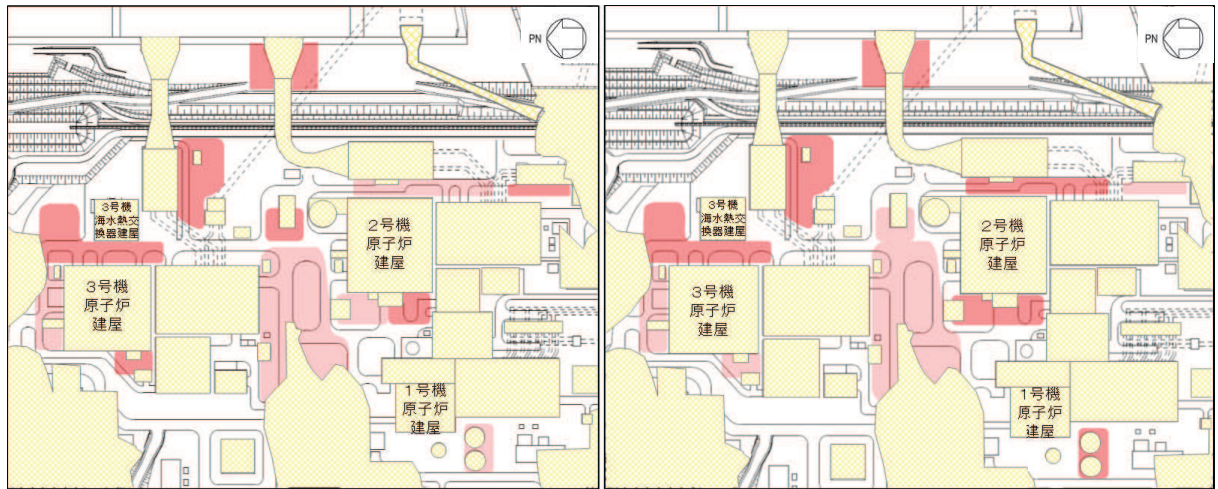 PN
3号機
海水熱交
換器建屋
2号機
原子炉
建屋
3号機
原子炉
建屋
1号機
原子炉
建屋
PN
3号機
海水熱交
換器建屋
2号機
原子炉
建屋
3号機
原子炉
建屋
1号機
原子炉
建屋